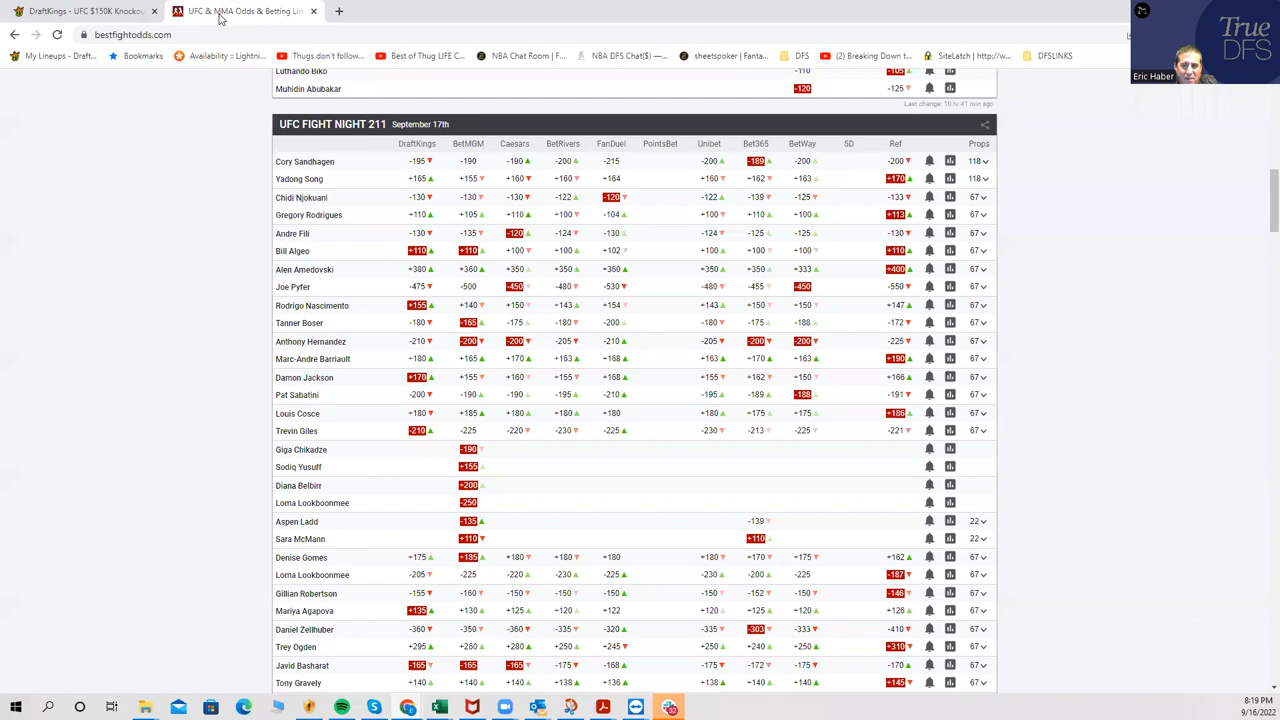 DraftKings - UFC $150K Knockou × UFC & MMA Odds & Betting Lin × +
bestfightodds.com
My Lineups - Draft... Bookmarks Availability :: Lightni... Thugs don't follow... Best of Thug LIFE C... NBA Chat Room | F... NBA DFS Chat($) —... sheetspoker | Fanta... DFS (2) Breaking Down t... SiteLatch | http://w... DFSLINKS
True DFS
Eric Haber
Luthando Biko -110 -105
Muhidin Abubakar -120 -125
Last change: 10 hr 41 min ago
UFC FIGHT NIGHT 211 September 17th
DraftKings BetMGM Caesars BetRivers FanDuel PointsBet Unibet Bet365 BetWay 5D Ref Props
Cory Sandhagen -195▼ -190 -190▲ -200▲ -215 -200▲ -189▲ -200▲ -200▼ 118
Yadong Song +165▲ +155▼ +160▼ +160▼ +164 +160▼ +162▼ +163▲ +170▲ 118
Chidi Njokuani -130▼ -130▼ -130▼ -122▲ -120▼ -122▲ -139▼ -125▼ -133▼ 67
Gregory Rodrigues +110▲ +105▲ +110▲ +100▼ -104▲ +100▼ +110▲ +100▲ +113▲ 67
Andre Fili -130▼ -135▼ -120▲ -124▼ -130▲ -124▼ -125▲ -125▲ -130▼ 67
Bill Algeo +110▲ +110▲ +100▼ +100▲ +102▼ +100▲ +100▼ +100▼ +110▲ 67
Alen Amedovski +380▲ +360▲ +350▲ +350▲ +360▲ +350▲ +350▲ +333▲ +400▲ 67
Joe Pyfer -475▼ -500 -450▼ -480▼ -530▼ -480▼ -455▼ -450 -550▼ 67
Rodrigo Nascimento +155▼ +140▼ +150▼ +143▲ +154▼ +143▲ +150▼ +150▼ +147▲ 67
Tanner Boser -180▼ -165▲ -175▲ -180▼ -200▲ -180▼ -175▲ -188▲ -172▼ 67
Anthony Hernandez -210▼ -200▼ -200▼ -205▼ -210▲ -205▼ -200▼ -200▼ -225▼ 67
Marc-Andre Barriault +180▲ +165▲ +170▲ +163▲ +168▲ +163▲ +170▲ +163▲ +190▲ 67
Damon Jackson +170▲ +155▼ +160▼ +155▼ +168▲ +155▼ +162▼ +150▼ +166▲ 67
Pat Sabatini -200▼ -190▲ -190▲ -195▲ -210▲ -195▲ -189▲ -188▼ -191▼ 67
Louis Cosce +180▼ +185▲ +180▲ +180▲ +180 +180▲ +175▲ +175▲ +186▲ 67
Trevin Giles -210▲ -225 -220▼ -230▼ -225▲ -230▼ -213▼ -225▼ -221▼ 67
Giga Chikadze -190▼
Sodiq Yusuff +155▲
Diana Belbirr +200▲
Loma Lookboonmee -250
Aspen Ladd -135▲ -139▼ 22
Sara McMann +110▼ +110▲ 22
Denise Gomes +175▲ +185▲ +180▼ +180▼ +180 +180▼ +170▼ +175▼ +162▲ 67
Loma Lookboonmee -205▼ -225 -220▲ -230▲ -225▲ -230▲ -200▲ -225 -187▼ 67
Gillian Robertson -155▼ -160▼ -150▼ -150▼ -150▲ -150▼ -152▼ -150▼ -146▼ 67
Mariya Agapova +135▲ +130▲ +125▲ +120▲ +122 +120▲ +125▲ +120▲ +126▲ 67
Daniel Zellhuber -360▼ -350▼ -360▼ -335▼ -320▲ -335▼ -303▼ -333▼ -410▼ 67
Trey Ogden +295▲ +260▲ +280▲ +250▲ +245▼ +250▲ +240▲ +250▲ +310▼ 67
Javid Basharat -165▼ -165 -165▼ -175▼ -168▲ -175▼ -172▼ -175▼ -170▲ 67
Tony Gravely +140▲ +140▲ +140▲ +138▲ +136▲ +138▲ +140▲ +140▲ +145▼ 67
8:19 PM
9/16/2022